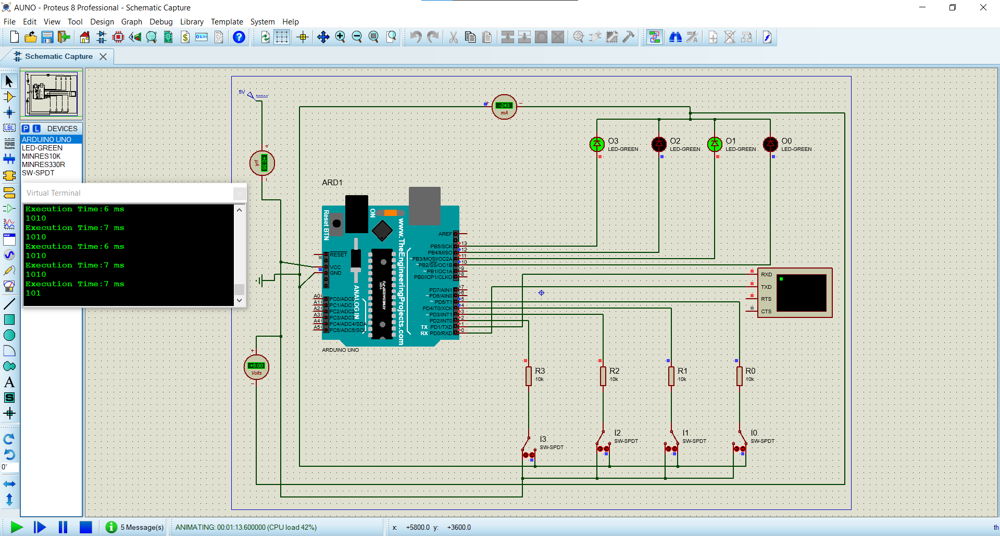 AUNO - Proteus 8 Professional - Schematic Capture
File Edit View Tool Design Graph Debug Library Template System Help
Schematic Capture
P L DEVICES
ARDUINO UNO
LED-GREEN
MINRES10K
MINRES330R
SW-SPDT
Virtual Terminal
Execution Time:6 ms
1010
Execution Time:7 ms
1010
Execution Time:6 ms
1010
Execution Time:7 ms
1010
Execution Time:7 ms
101
LBL
A
S
0°
5V
-243
mA
+0.35
µA
+5.00
Volts
O3
LED-GREEN
O2
LED-GREEN
O1
LED-GREEN
O0
LED-GREEN
ARD1
Reset BTN
ON
www.TheEngineeringProjects.com
ANALOG IN
1121
ATMEGA328P-PU
RESET
VCC
GND
A0 PC0/ADC0
A1 PC1/ADC1
A2 PC2/ADC2
A3 PC3/ADC3
A4 PC4/ADC4/SDA
A5 PC5/ADC5/SCL
AREF
PB5/SCK 13
PB4/MISO 12
~PB3/MOSI/OC2A 11
~PB2/SS/OC1B 10
~PB1/OC1A 9
PB0/ICP1/CLKO 8
PD7/AIN1 7
~PD6/AIN0 6
~PD5/T1 5
PD4/T0/XCK 4
~PD3/INT1 3
PD2/INT0 2
TX PD1/TXD 1
RX PD0/RXD 0
ARDUINO UNO
RXD
TXD
RTS
CTS
R3
10k
R2
10k
R1
10k
R0
10k
I3
SW-SPDT
I2
SW-SPDT
I1
SW-SPDT
I0
SW-SPDT
5 Message(s) ANIMATING: 00:01:13.600000 (CPU load 42%) x: +5800.0 y: +3600.0 th